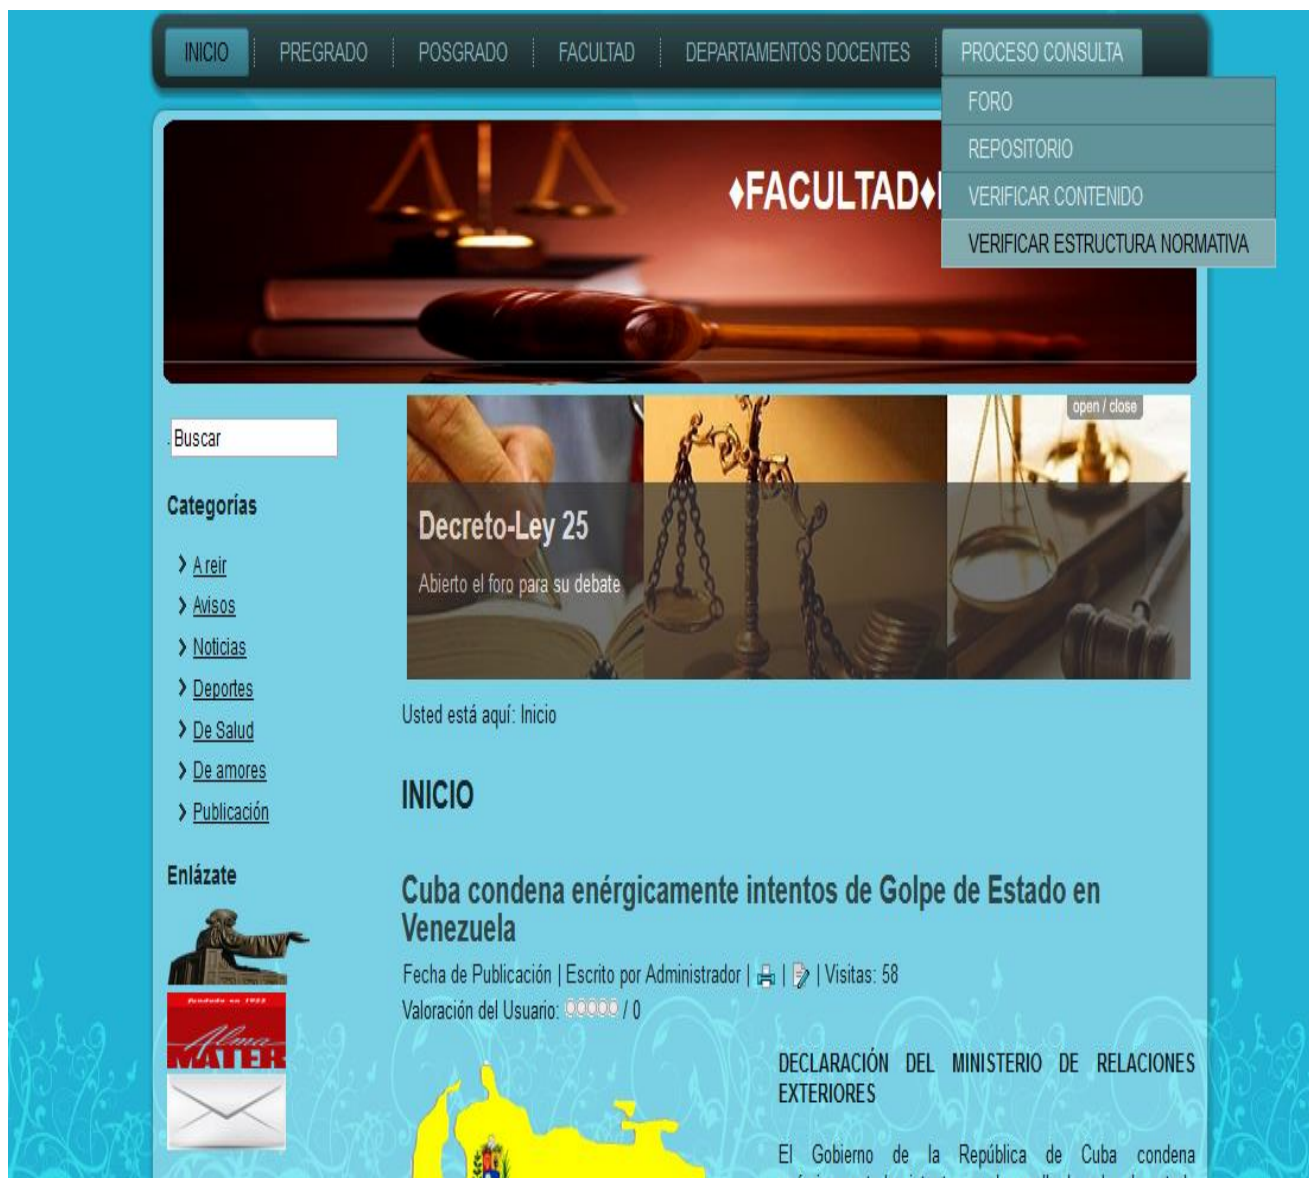 INICIO
PREGRADO
POSGRADO
FACULTAD
DEPARTAMENTOS DOCENTES
PROCESO CONSULTA
FORO
REPOSITORIO
VERIFICAR CONTENIDO
VERIFICAR ESTRUCTURA NORMATIVA
♦FACULTAD♦
open / close
Buscar
Categorías
A reir
Avisos
Noticias
Deportes
De Salud
De amores
Publicación
Enlázate
fundada en 1922
Alma
MATER
Decreto-Ley 25
Abierto el foro para su debate
Usted está aquí: Inicio
INICIO
Cuba condena enérgicamente intentos de Golpe de Estado en
Venezuela
Fecha de Publicación | Escrito por Administrador | | | Visitas: 58
Valoración del Usuario: / 0
DECLARACIÓN DEL MINISTERIO DE RELACIONES
EXTERIORES
El Gobierno de la República de Cuba condena